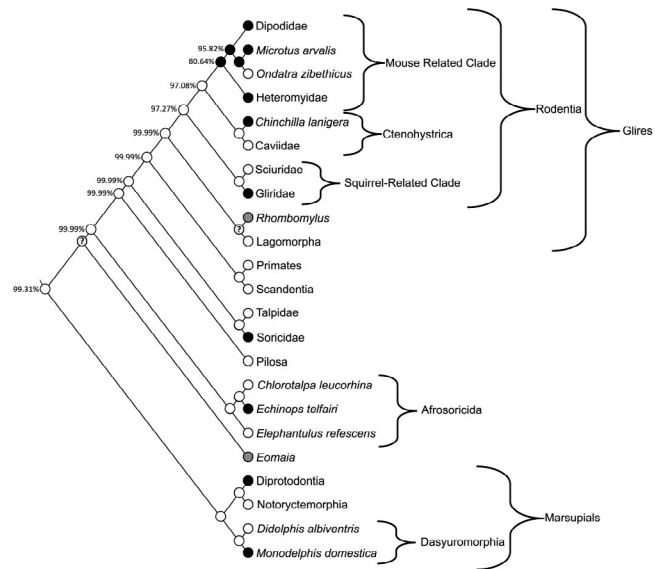 Dipodidae
95.82%
Microtus arvalis
80.64%
Mouse Related Clade
Ondatra zibethicus
97.08%
Heteromyidae
97.27%
Chinchilla lanigera
Rodentia
Ctenohystrica
99.99%
Caviidae
Glires
99.99%
Sciuridae
Squirrel-Related Clade
99.99%
Gliridae
99.99%
Rhombomylus
99.99%
?
?
Lagomorpha
Primates
99.31%
Scandentia
Talpidae
Soricidae
Pilosa
Chlorotalpa leucorhina
Echinops tolfairi
Afrosoricida
Elephantulus refescens
Eomaia
Diprotodontia
Notoryctemorphia
Marsupials
Didelphis albiventris
Dasyuromorphia
Monodelphis domestica